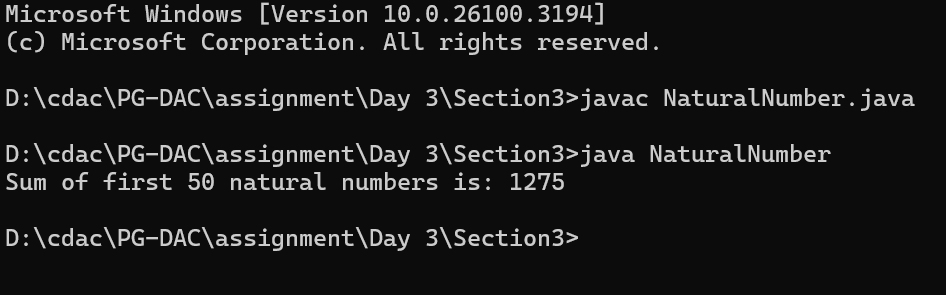 Microsoft Windows [Version 10.0.26100.3194]
(c) Microsoft Corporation. All rights reserved.
D:\cdac\PG-DAC\assignment\Day 3\Section3>javac NaturalNumber.java
D:\cdac\PG-DAC\assignment\Day 3\Section3>java NaturalNumber
Sum of first 50 natural numbers is: 1275
D:\cdac\PG-DAC\assignment\Day 3\Section3>